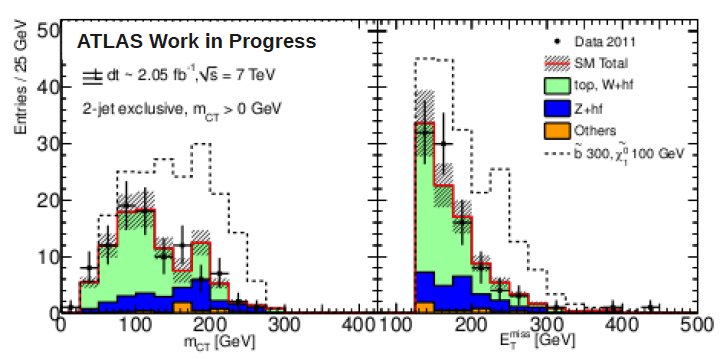 ATLAS Work in Progress
∫L dt ~ 2.05 fb⁻¹, √s = 7 TeV
2-jet exclusive, m_CT > 0 GeV
Entries / 25 GeV
50
40
30
20
10
0
0 100 200 300 400
m_CT [GeV]
Data 2011
SM Total
top, W+hf
Z+hf
Others
b̃ 300, χ̃⁰₁ 100 GeV
100 200 300 400 500
E_T^miss [GeV]